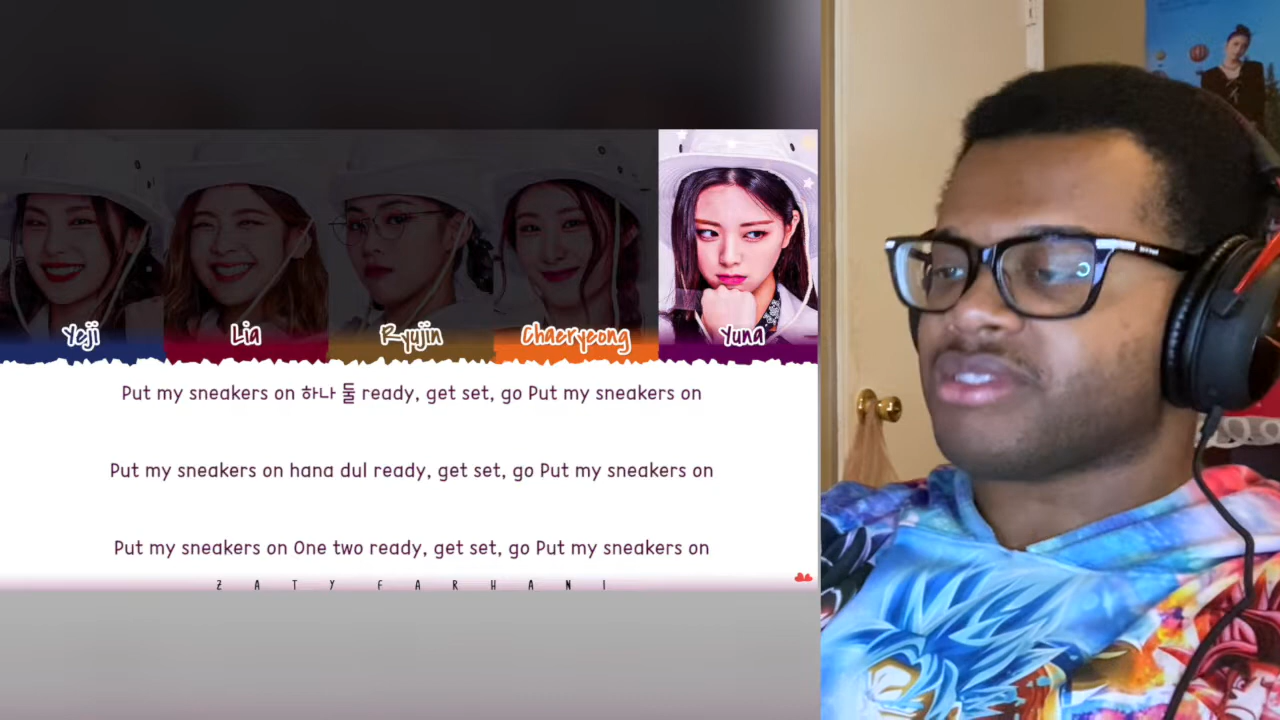 Yeji Lia Ryujin Chaeryeong Yuna
Put my sneakers on 하나 둘 ready, get set, go Put my sneakers on
Put my sneakers on hana dul ready, get set, go Put my sneakers on
Put my sneakers on One two ready, get set, go Put my sneakers on
ZATY FARHANI